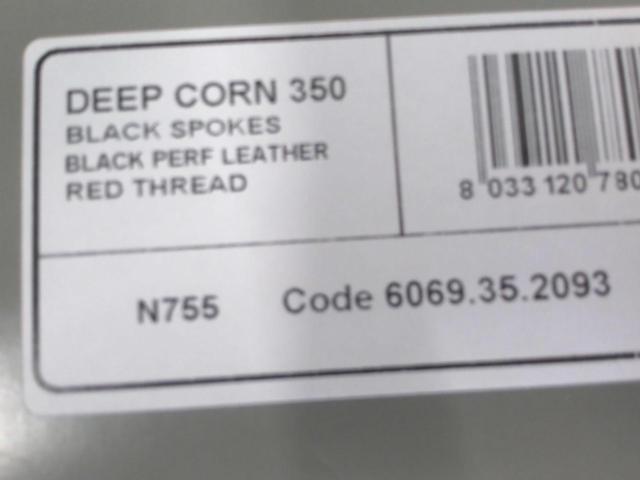 DEEP CORN 350
BLACK SPOKES
BLACK PERF LEATHER
RED THREAD
8 033120 780
N755 Code 6069.35.2093